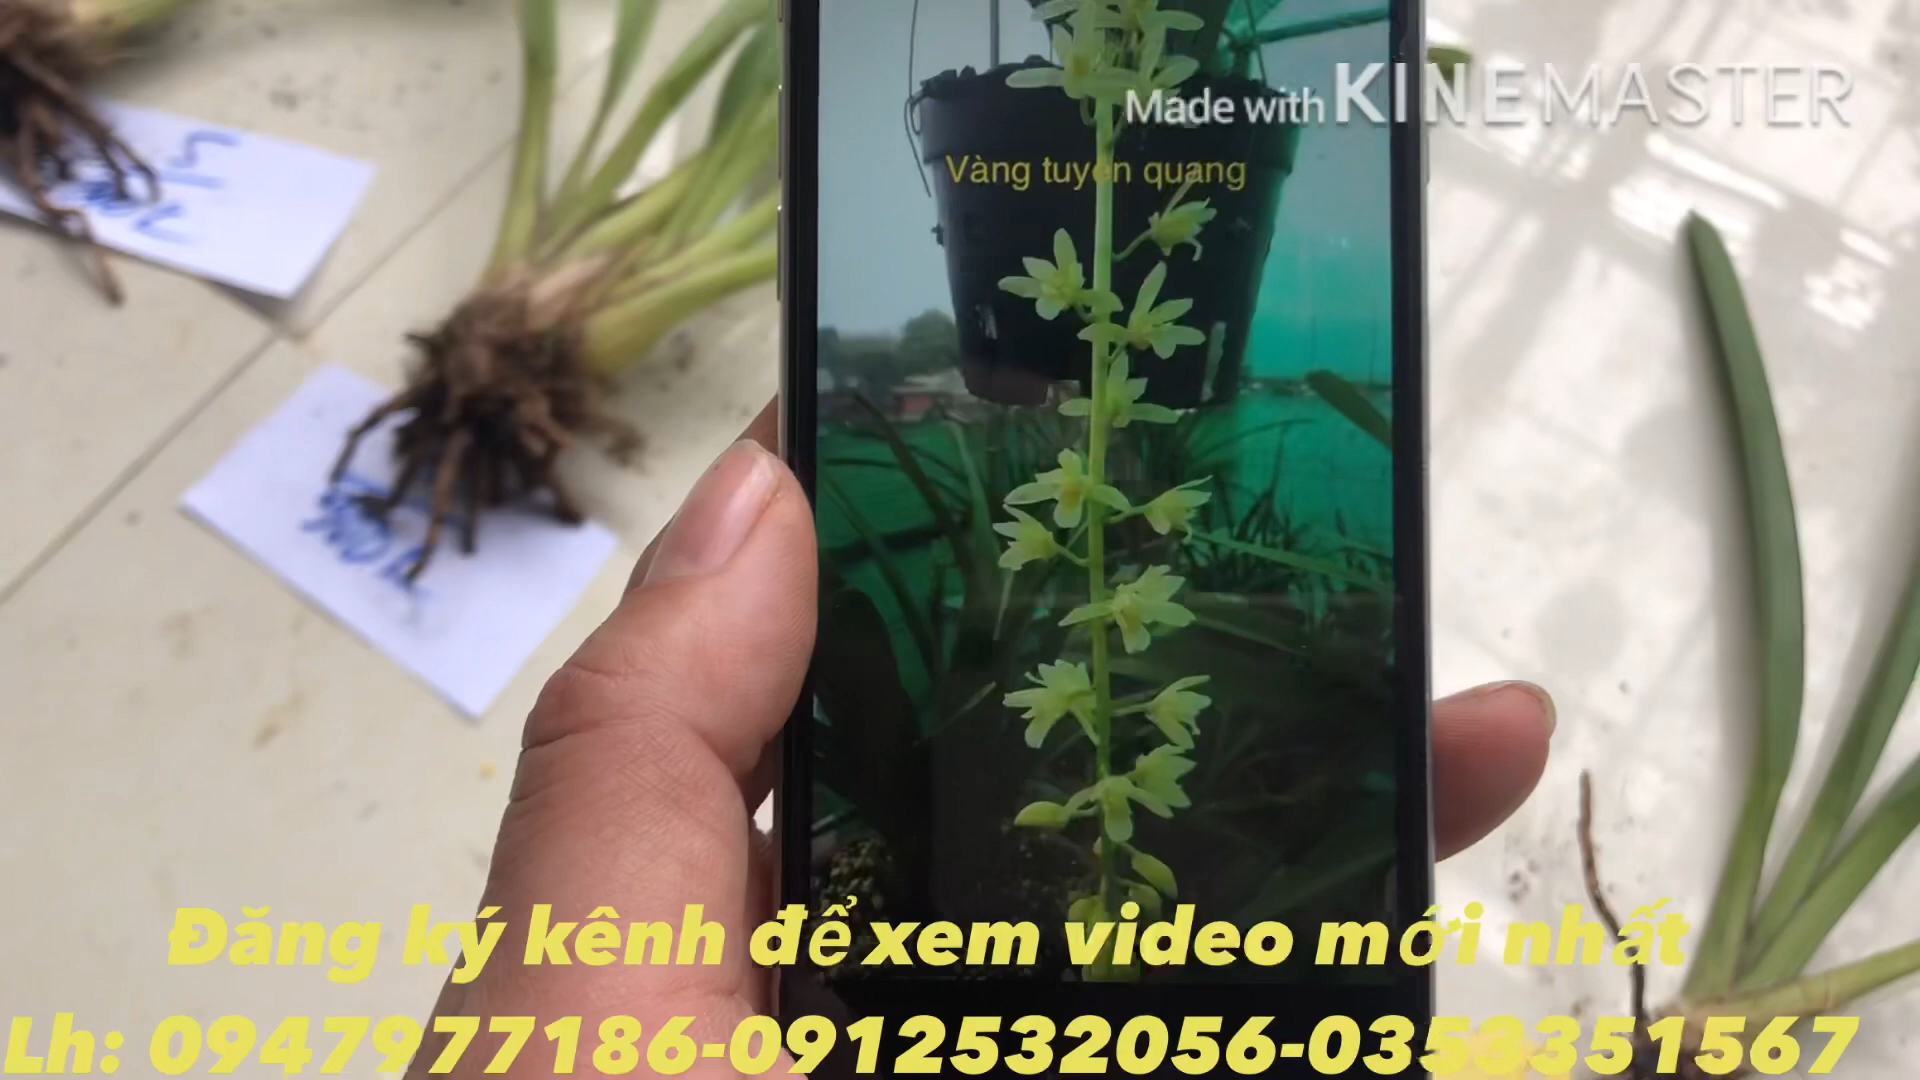 Made with KINEMASTER
Vàng tuyên quang
Đăng ký kênh để xem video mới nhất
Lh: 0947977186-0912532056-0353351567